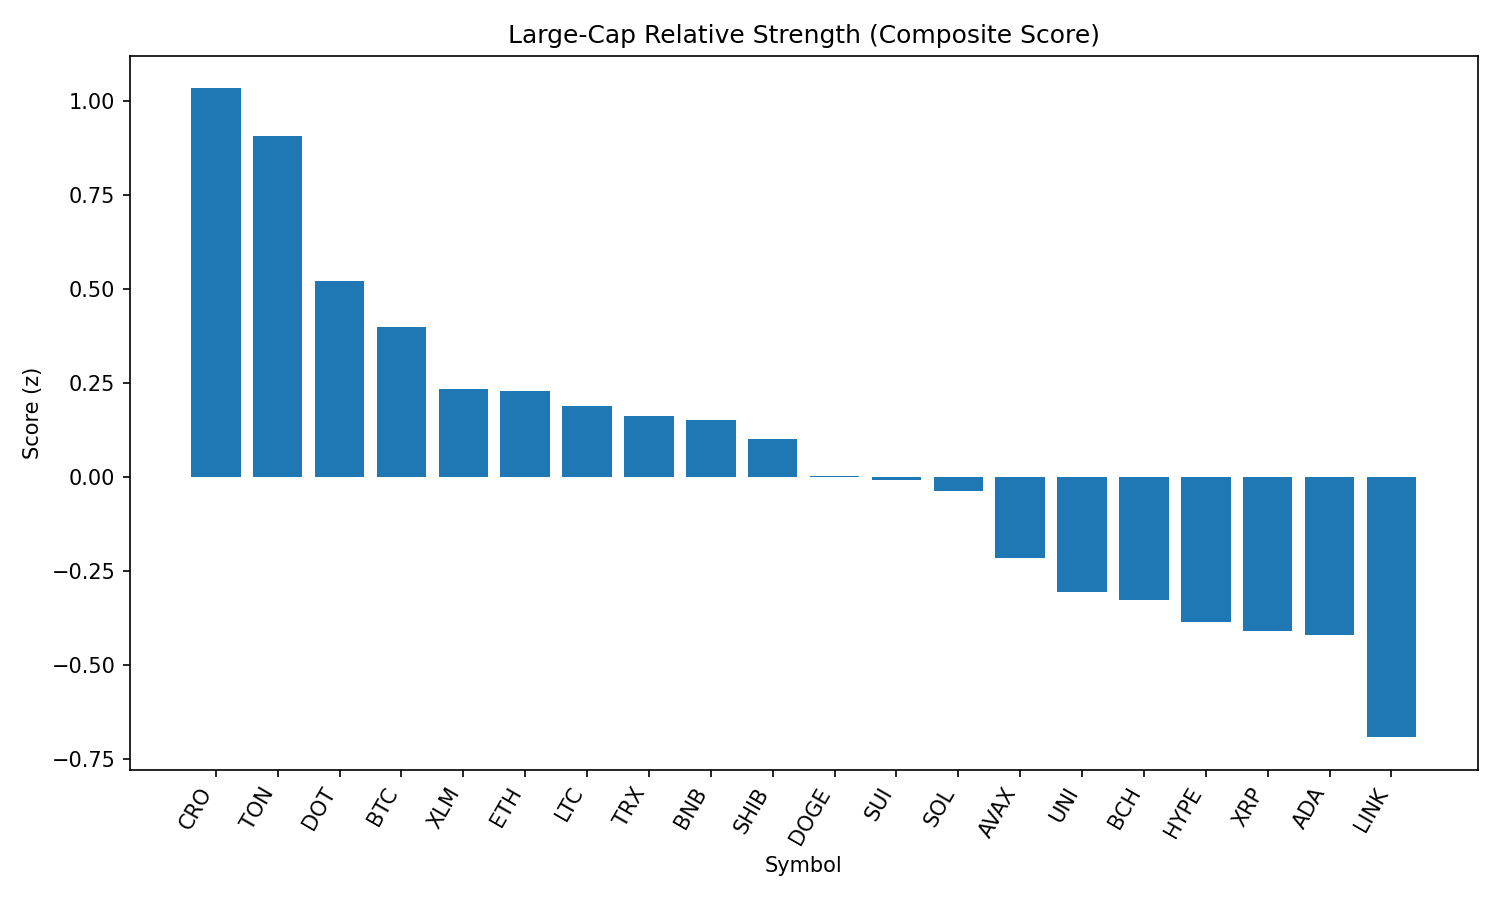 Large-Cap Relative Strength (Composite Score)
Score (z)
1.00
0.75
0.50
0.25
0.00
−0.25
−0.50
−0.75
CRO
TON
DOT
BTC
XLM
ETH
LTC
TRX
BNB
SHIB
DOGE
SUI
SOL
AVAX
UNI
BCH
HYPE
XRP
ADA
LINK
Symbol